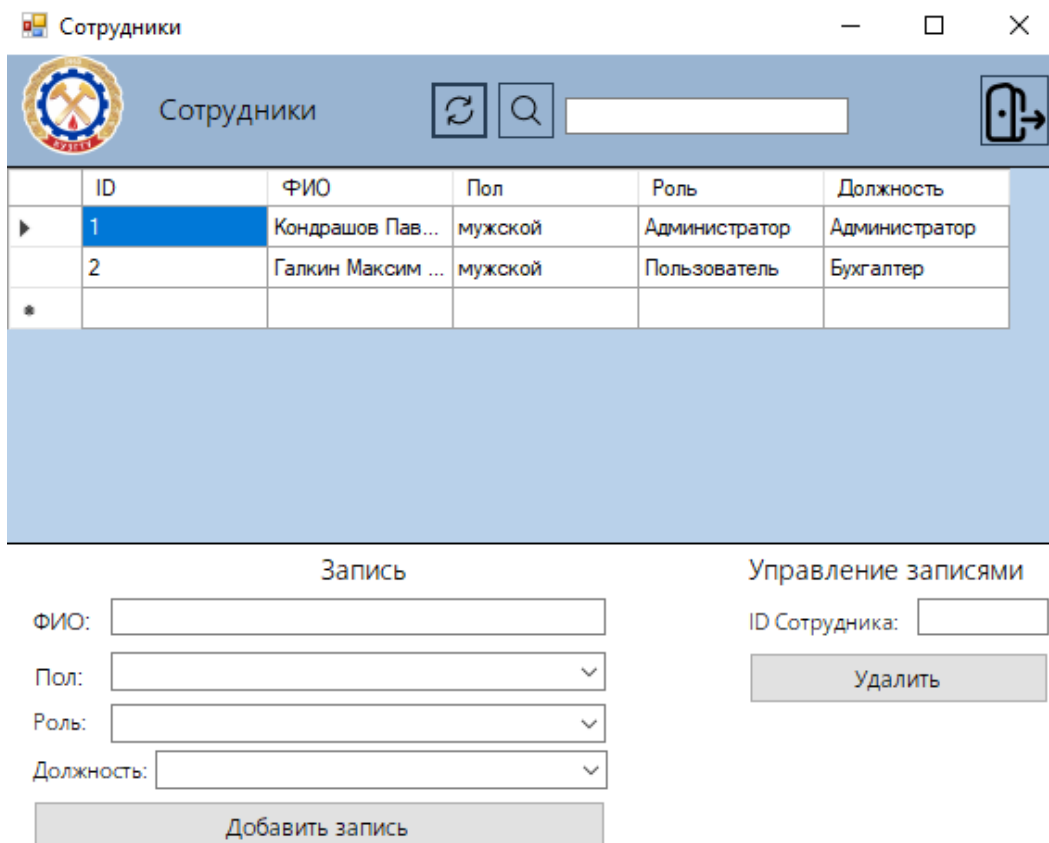 Сотрудники
Сотрудники
КУЗГТУ
ID ФИО Пол Роль Должность
1 Кондрашов Пав... мужской Администратор Администратор
2 Галкин Максим ... мужской Пользователь Бухгалтер
Запись
ФИО:
Пол:
Роль:
Должность:
Добавить запись
Управление записями
ID Сотрудника:
Удалить